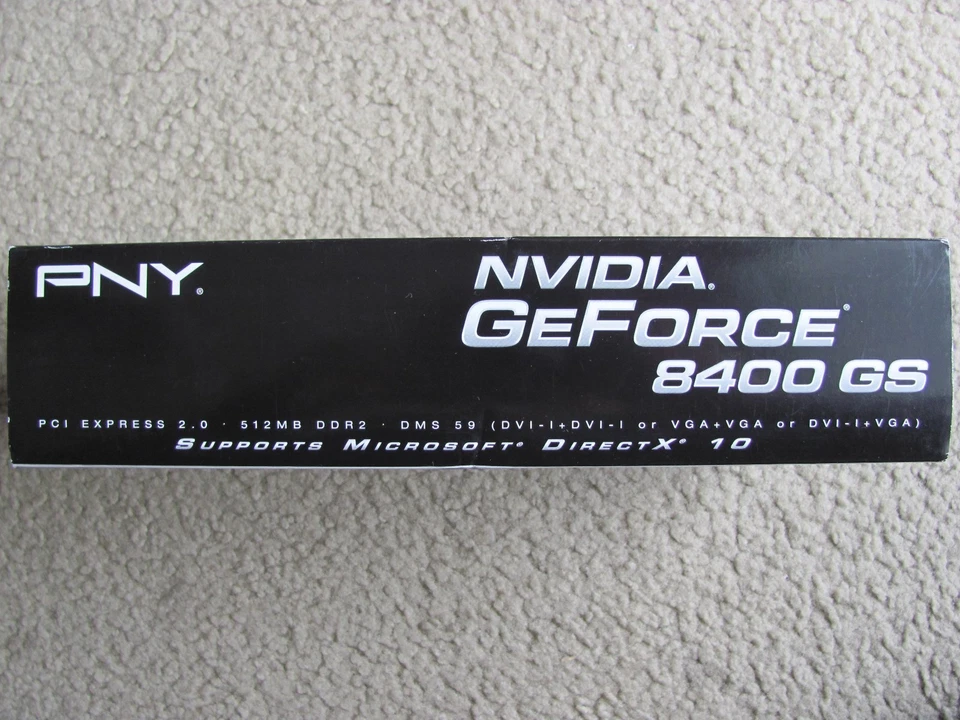 PNY®
NVIDIA®
GEFORCE®
8400 GS
PCI EXPRESS 2.0 · 512MB DDR2 · DMS 59 (DVI-I+DVI-I or VGA+VGA or DVI-I+VGA)
SUPPORTS MICROSOFT® DIRECTX® 10